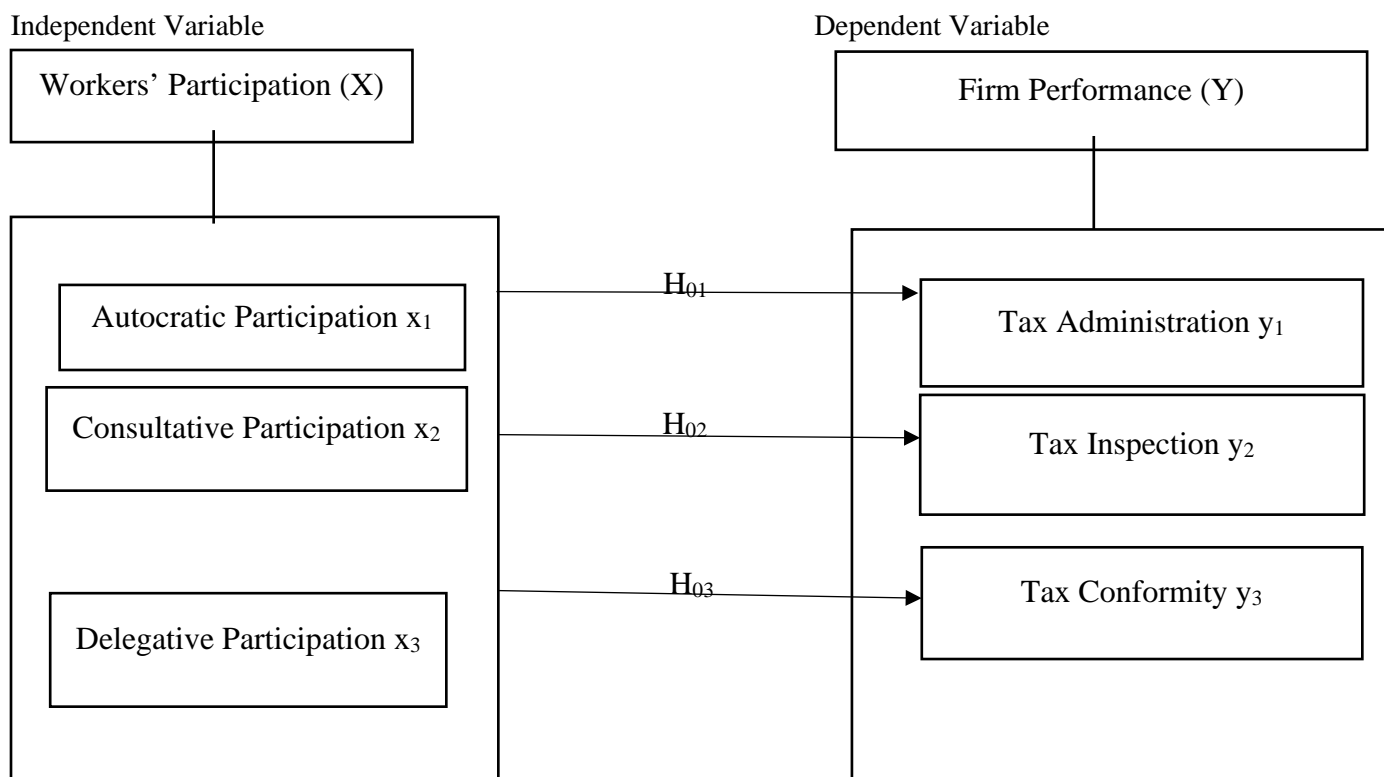 Independent Variable
Dependent Variable
Workers’ Participation (X)
Firm Performance (Y)
Autocratic Participation x₁
H₀₁
Tax Administration y₁
Consultative Participation x₂
H₀₂
Tax Inspection y₂
Delegative Participation x₃
H₀₃
Tax Conformity y₃